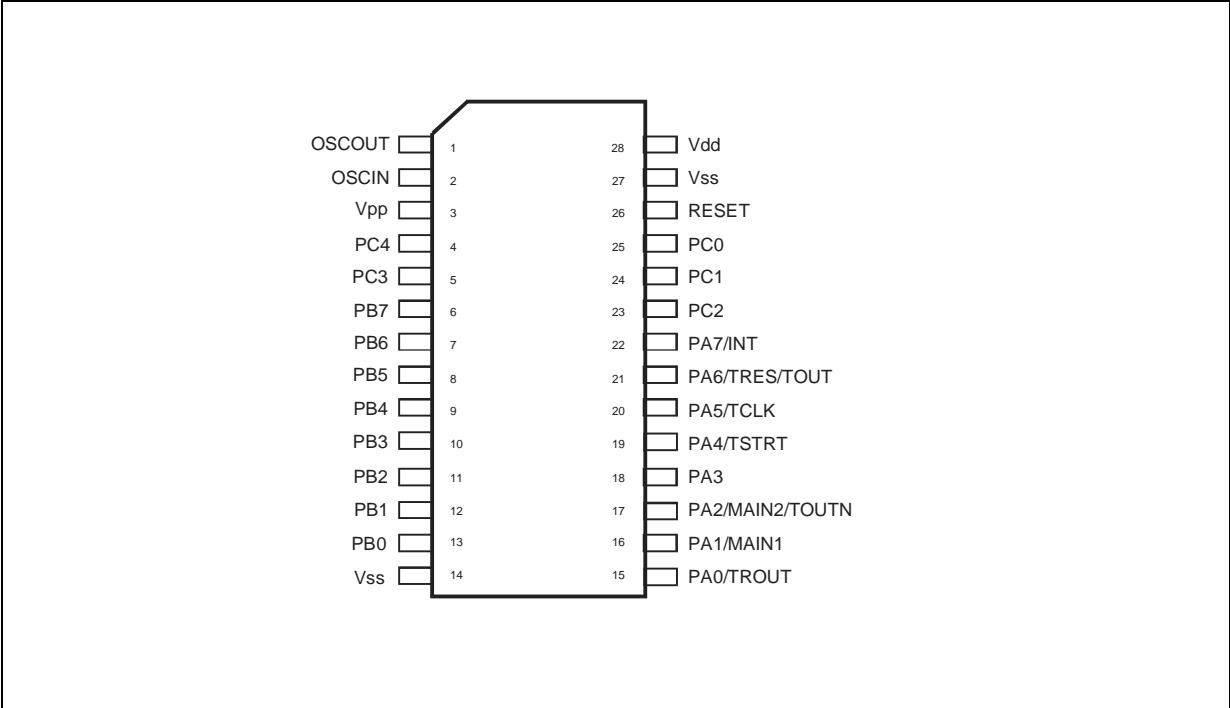 OSCOUT 1 28 Vdd
OSCIN 2 27 Vss
Vpp 3 26 RESET
PC4 4 25 PC0
PC3 5 24 PC1
PB7 6 23 PC2
PB6 7 22 PA7/INT
PB5 8 21 PA6/TRES/TOUT
PB4 9 20 PA5/TCLK
PB3 10 19 PA4/TSTRT
PB2 11 18 PA3
PB1 12 17 PA2/MAIN2/TOUTN
PB0 13 16 PA1/MAIN1
Vss 14 15 PA0/TROUT